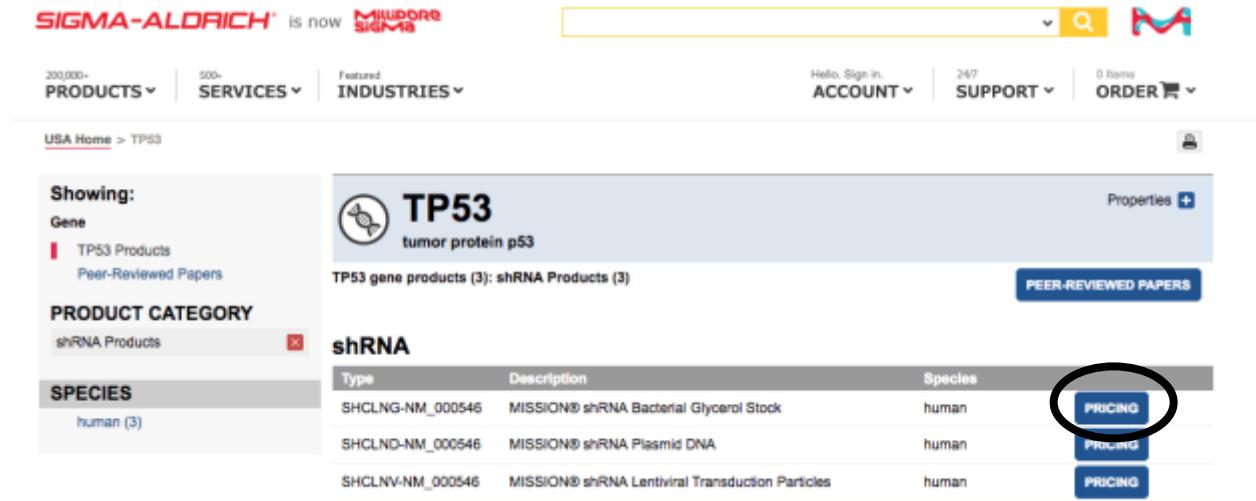 SIGMA-ALDRICH® is now MILLIPORE SIGMA
200,000+ 500+ Featured Hello. Sign in. 24/7 0 Items
PRODUCTS SERVICES INDUSTRIES ACCOUNT SUPPORT ORDER
USA Home > TP53
Showing:
Gene
TP53 Products
Peer-Reviewed Papers
PRODUCT CATEGORY
shRNA Products
SPECIES
human (3)
TP53
Properties
tumor protein p53
TP53 gene products (3): shRNA Products (3)
PEER-REVIEWED PAPERS
shRNA
Type Description Species
SHCLNG-NM_000546 MISSION® shRNA Bacterial Glycerol Stock human PRICING
SHCLND-NM_000546 MISSION® shRNA Plasmid DNA human PRICING
SHCLNV-NM_000546 MISSION® shRNA Lentiviral Transduction Particles human PRICING